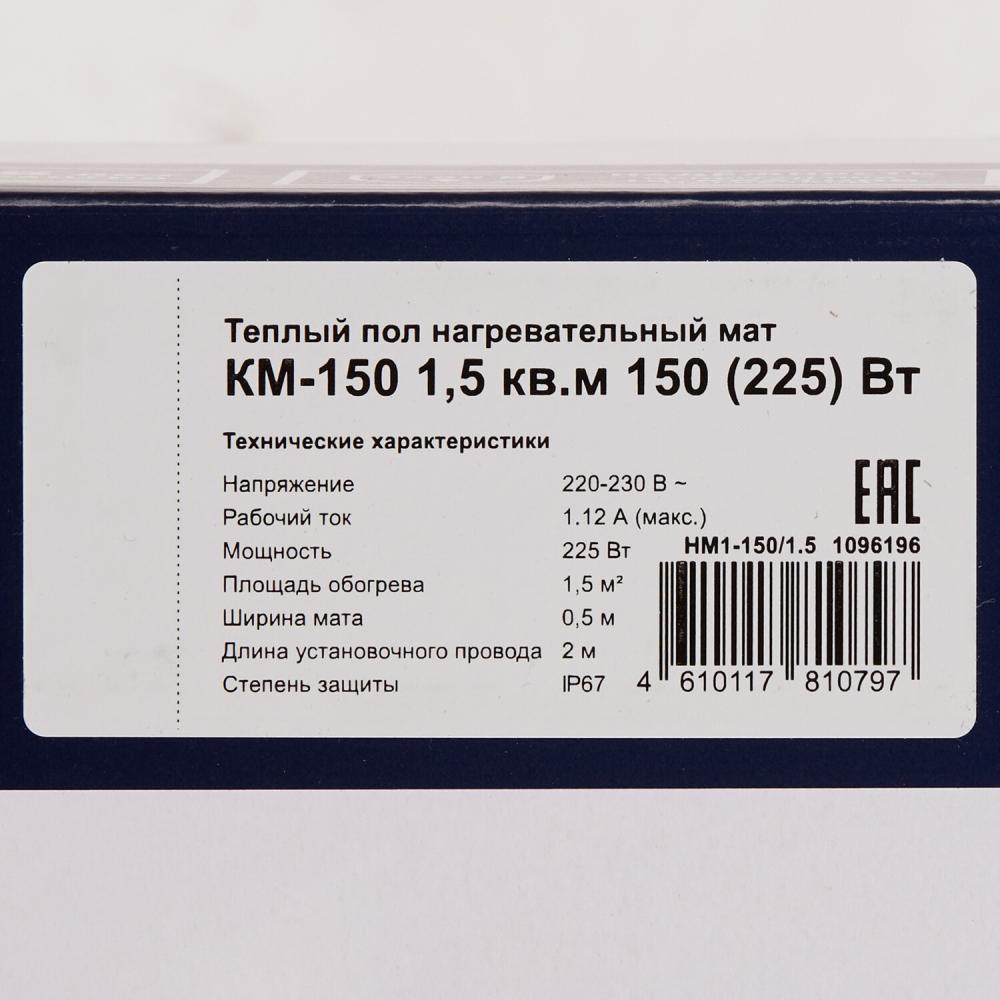 Теплый пол нагревательный мат
КМ-150 1,5 кв.м 150 (225) Вт
Технические характеристики
Напряжение 220-230 В ~
Рабочий ток 1.12 А (макс.)
Мощность 225 Вт
Площадь обогрева 1,5 м²
Ширина мата 0,5 м
Длина установочного провода 2 м
Степень защиты IP67
EAC
HM1-150/1.5 1096196
4 610117 810797